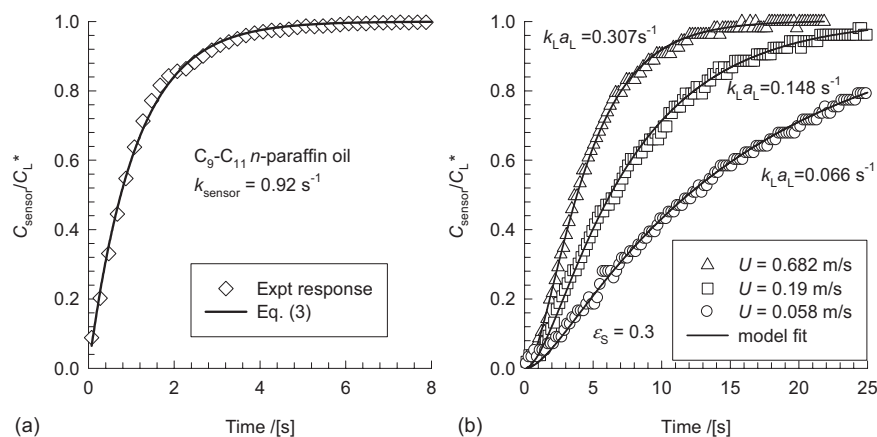 1.0
0.8
0.6
0.4
0.2
0.0
C_sensor/C_L*
C₉-C₁₁ n-paraffin oil
k_sensor = 0.92 s⁻¹
Expt response
Eq. (3)
0 2 4 6 8
(a)
Time /[s]
1.0
0.8
0.6
0.4
0.2
0.0
C_sensor/C_L*
k_L a_L=0.307s⁻¹
k_L a_L=0.148 s⁻¹
k_L a_L=0.066 s⁻¹
U = 0.682 m/s
U = 0.19 m/s
U = 0.058 m/s
model fit
ε_S = 0.3
0 5 10 15 20 25
(b)
Time /[s]